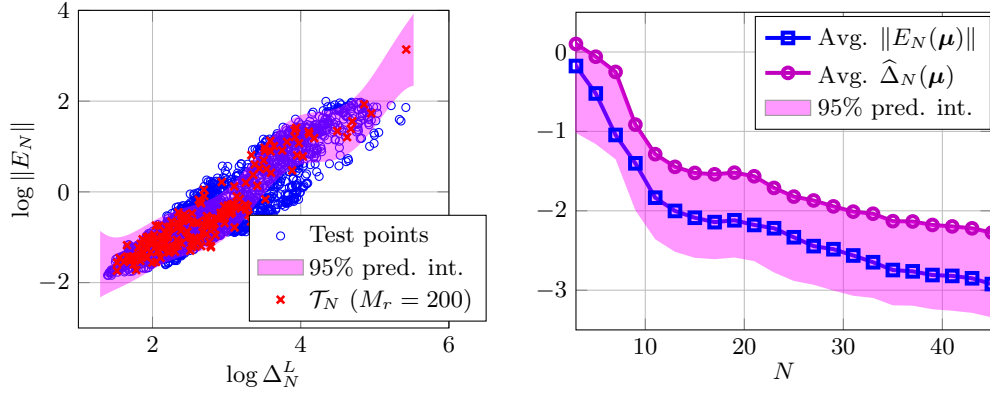 4
2
0
−2
2
4
6
log ‖E_N‖
log Δ_N^L
Test points
95% pred. int.
𝒯_N (M_r = 200)
0
−1
−2
−3
10
20
30
40
N
Avg. ‖E_N(μ)‖
Avg. Δ̂_N(μ)
95% pred. int.